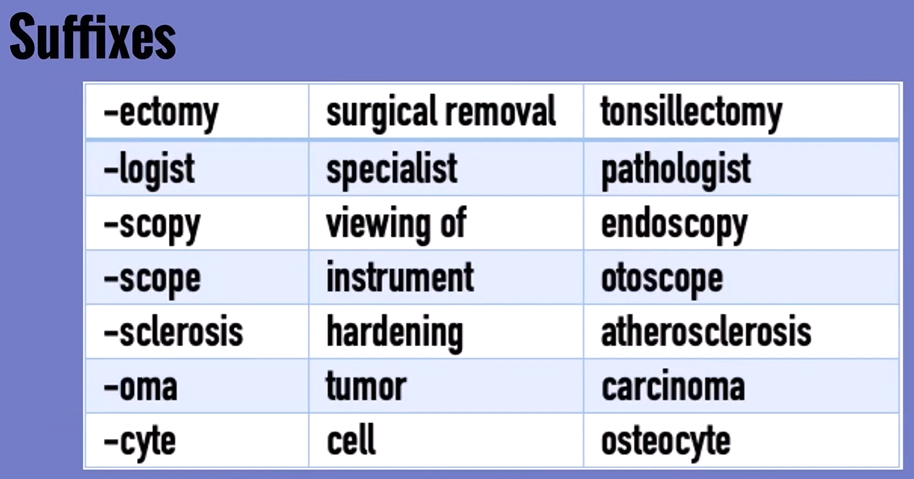 Suffixes
-ectomy surgical removal tonsillectomy
-logist specialist pathologist
-scopy viewing of endoscopy
-scope instrument otoscope
-sclerosis hardening atherosclerosis
-oma tumor carcinoma
-cyte cell osteocyte